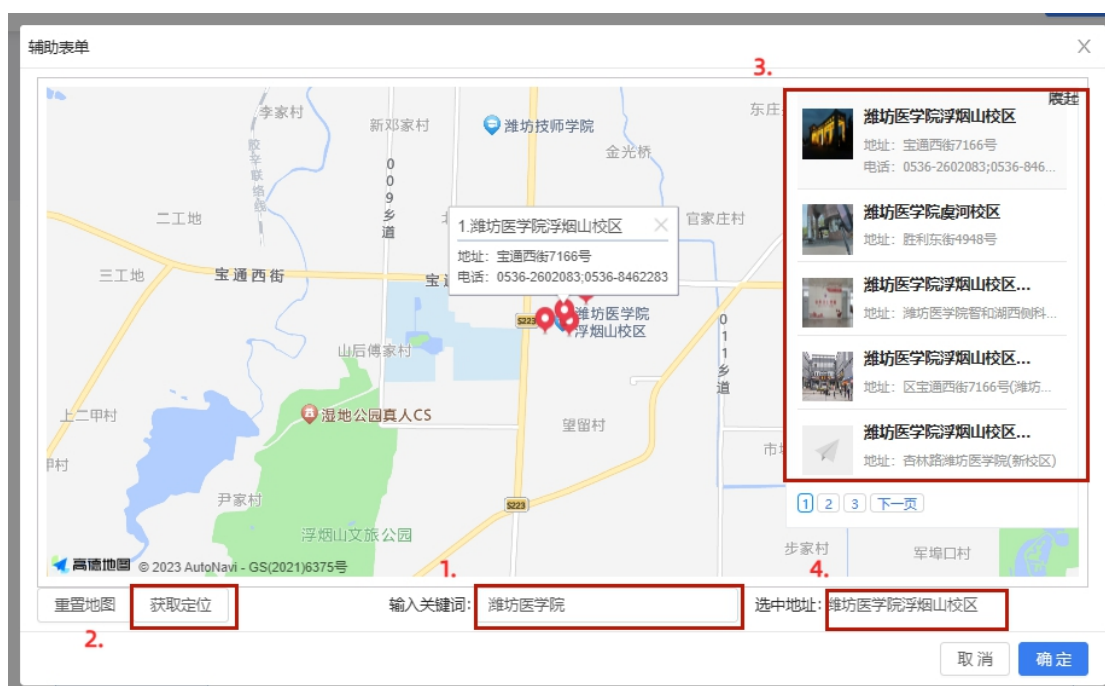 辅助表单
3.
李家村
新邓家村
潍坊技师学院
金光桥
胶辛联络线
009乡道
二工地
官家庄村
三工地
宝通西街
1.潍坊医学院浮烟山校区
地址：宝通西街7166号
电话：0536-2602083;0536-8462283
S223
潍坊医学院
浮烟山校区
011乡道
山后傅家村
上二甲村
湿地公园真人CS
望留村
尹家村
S223
浮烟山文旅公园
步家村
军埠口村
高德地图 © 2023 AutoNavi - GS(2021)6375号
潍坊医学院浮烟山校区
地址：宝通西街7166号
电话：0536-2602083;0536-846...
潍坊医学院虞河校区
地址：胜利东街4948号
潍坊医学院浮烟山校区...
地址：潍坊医学院智和湖西侧科...
潍坊医学院浮烟山校区...
地址：区宝通西街7166号(潍坊...
潍坊医学院浮烟山校区...
地址：杏林路潍坊医学院(新校区)
1 2 3 下一页
1.
4.
重置地图 获取定位 输入关键词: 潍坊医学院 选中地址: 潍坊医学院浮烟山校区
2.
取消 确定